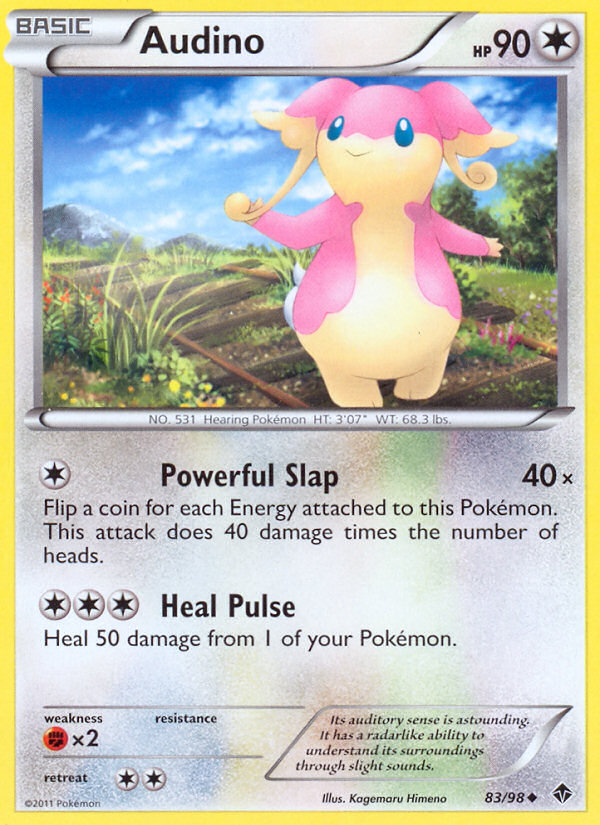 BASIC
Audino
HP 90
NO. 531 Hearing Pokémon HT: 3'07" WT: 68.3 lbs.
Powerful Slap 40×
Flip a coin for each Energy attached to this Pokémon.
This attack does 40 damage times the number of
heads.
Heal Pulse
Heal 50 damage from 1 of your Pokémon.
weakness resistance
×2
Its auditory sense is astounding.
It has a radarlike ability to
understand its surroundings
through slight sounds.
retreat
©2011 Pokémon
Illus. Kagemaru Himeno
83/98